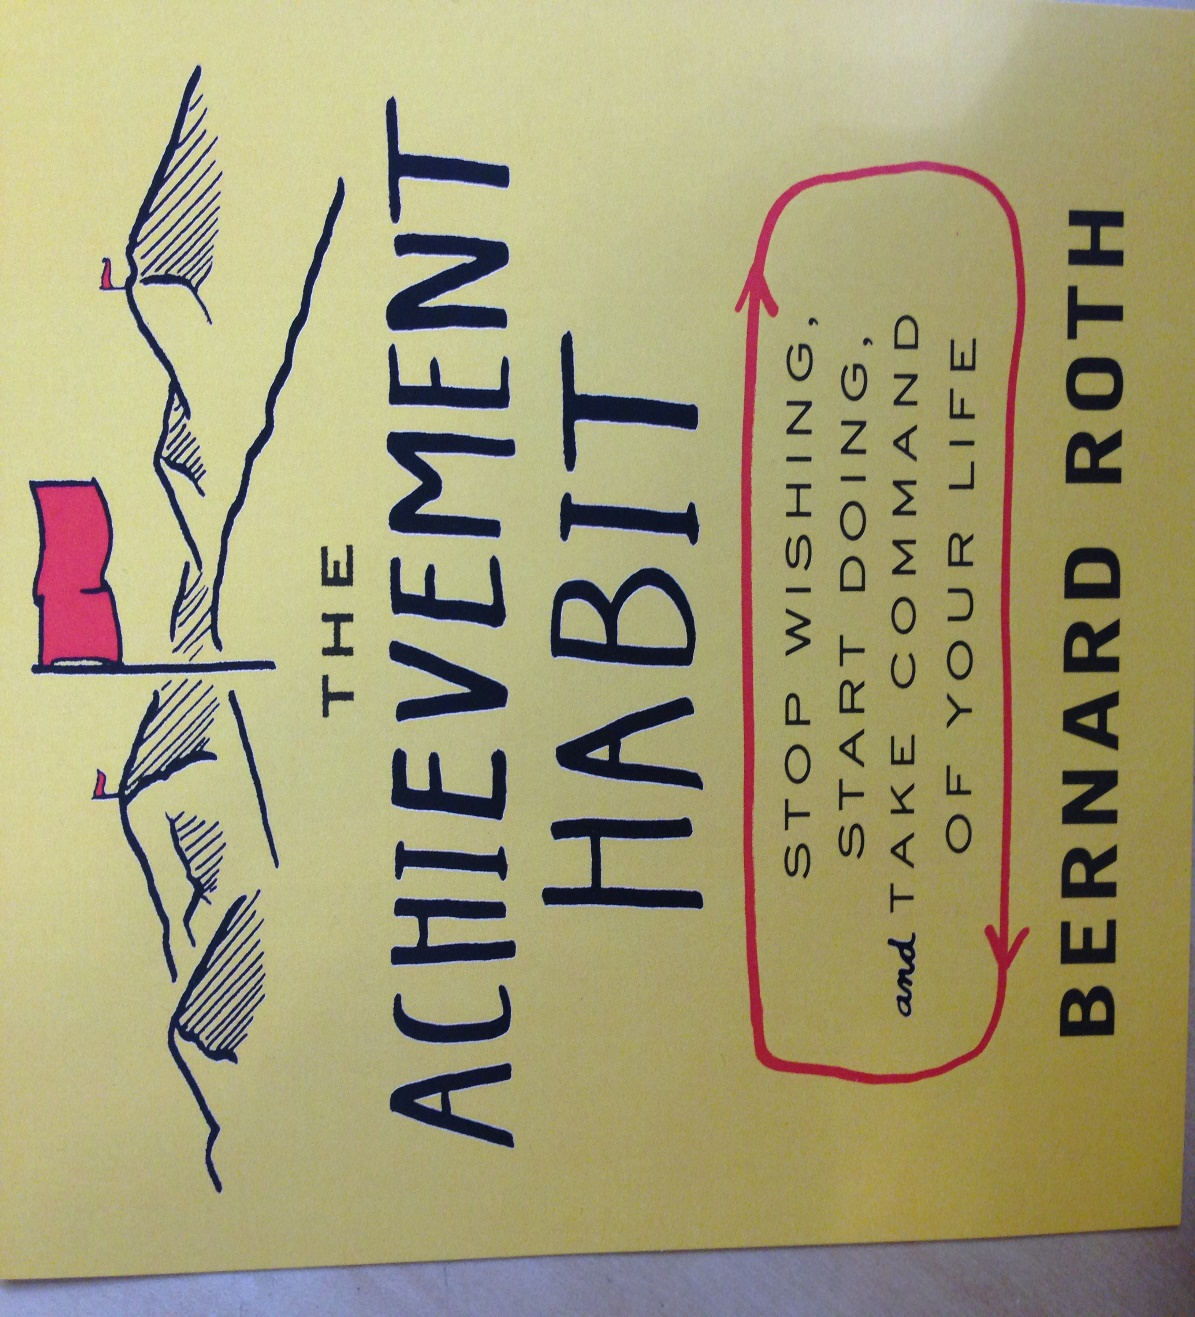 THE
ACHIEVEMENT
HABIT
STOP WISHING,
START DOING,
and TAKE COMMAND
OF YOUR LIFE
BERNARD ROTH